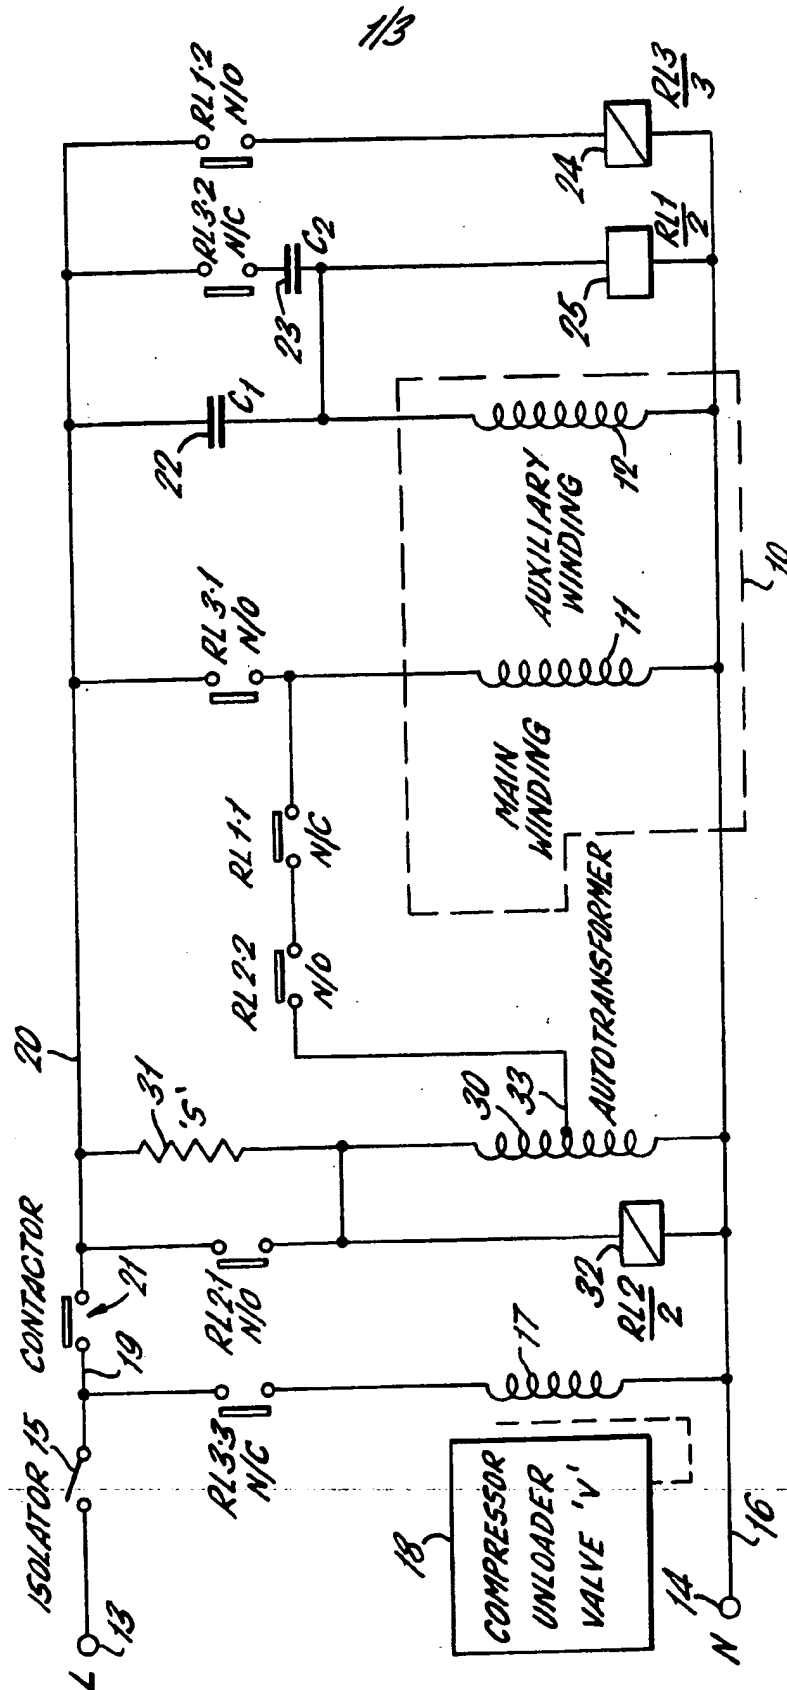 1/3
L
13
ISOLATOR 15
19
CONTACTOR
21
20
RL3·3
N/C
17
18
COMPRESSOR
UNLOADER
VALVE 'V'
N
14
16
RL2·1
N/O
32
RL2
2
31
'S'
30
33
AUTOTRANSFORMER
RL2·2
N/O
RL1·1
N/C
RL3·1
N/O
MAIN
WINDING
11
AUXILIARY
WINDING
12
10
22
C1
RL3·2
N/C
23
C2
25
RL1
2
RL1·2
N/O
24
RL3
3